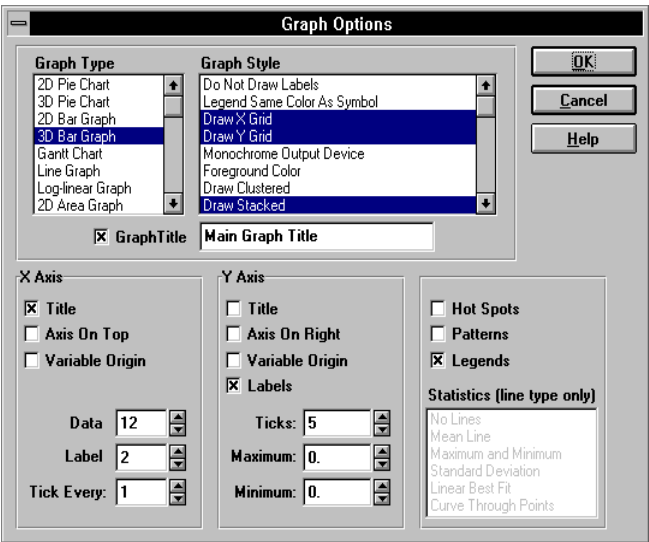 Graph Options
Graph Type
2D Pie Chart
3D Pie Chart
2D Bar Graph
3D Bar Graph
Gantt Chart
Line Graph
Log-linear Graph
2D Area Graph
Graph Style
Do Not Draw Labels
Legend Same Color As Symbol
Draw X Grid
Draw Y Grid
Monochrome Output Device
Foreground Color
Draw Clustered
Draw Stacked
OK
Cancel
Help
GraphTitle Main Graph Title
X Axis
Title
Axis On Top
Variable Origin
Data 12
Label 2
Tick Every: 1
Y Axis
Title
Axis On Right
Variable Origin
Labels
Ticks: 5
Maximum: 0.
Minimum: 0.
Hot Spots
Patterns
Legends
Statistics (line type only)
No Lines
Mean Line
Maximum and Minimum
Standard Deviation
Linear Best Fit
Curve Through Points